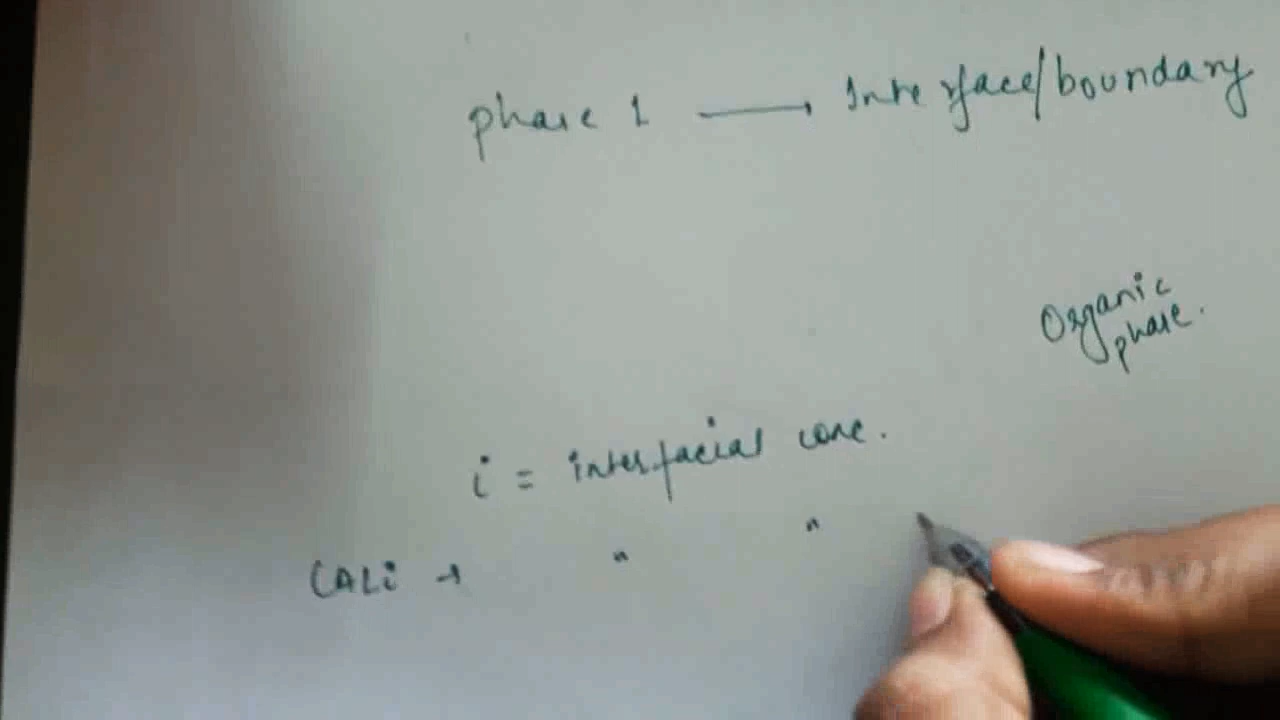 phase 1 → Interface/boundary
Organic
phase.
i = interfacial conc.
CALi → " "